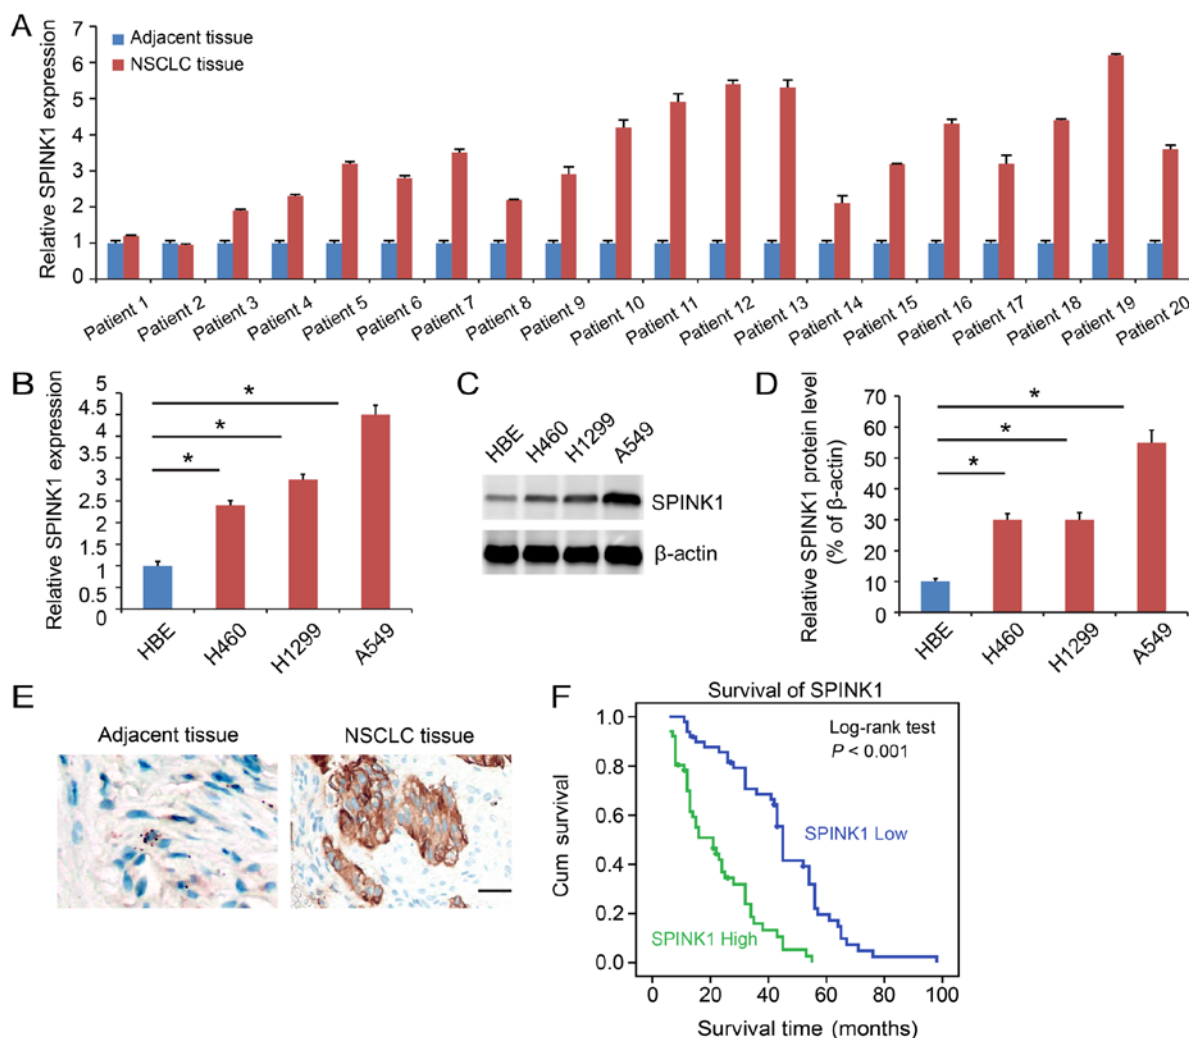 A
Relative SPINK1 expression
7
6
5
4
3
2
1
0
Adjacent tissue
NSCLC tissue
Patient 1
Patient 2
Patient 3
Patient 4
Patient 5
Patient 6
Patient 7
Patient 8
Patient 9
Patient 10
Patient 11
Patient 12
Patient 13
Patient 14
Patient 15
Patient 16
Patient 17
Patient 18
Patient 19
Patient 20
B
Relative SPINK1 expression
5
4.5
4
3.5
3
2.5
2
1.5
1
0.5
0
*
*
*
HBE
H460
H1299
A549
C
HBE
H460
H1299
A549
SPINK1
β-actin
D
Relative SPINK1 protein level
(% of β-actin)
70
60
50
40
30
20
10
0
*
*
*
HBE
H460
H1299
A549
E
Adjacent tissue
NSCLC tissue
F
Survival of SPINK1
Cum survival
1.0
0.8
0.6
0.4
0.2
0.0
Log-rank test
P < 0.001
SPINK1 Low
SPINK1 High
0
20
40
60
80
100
Survival time (months)